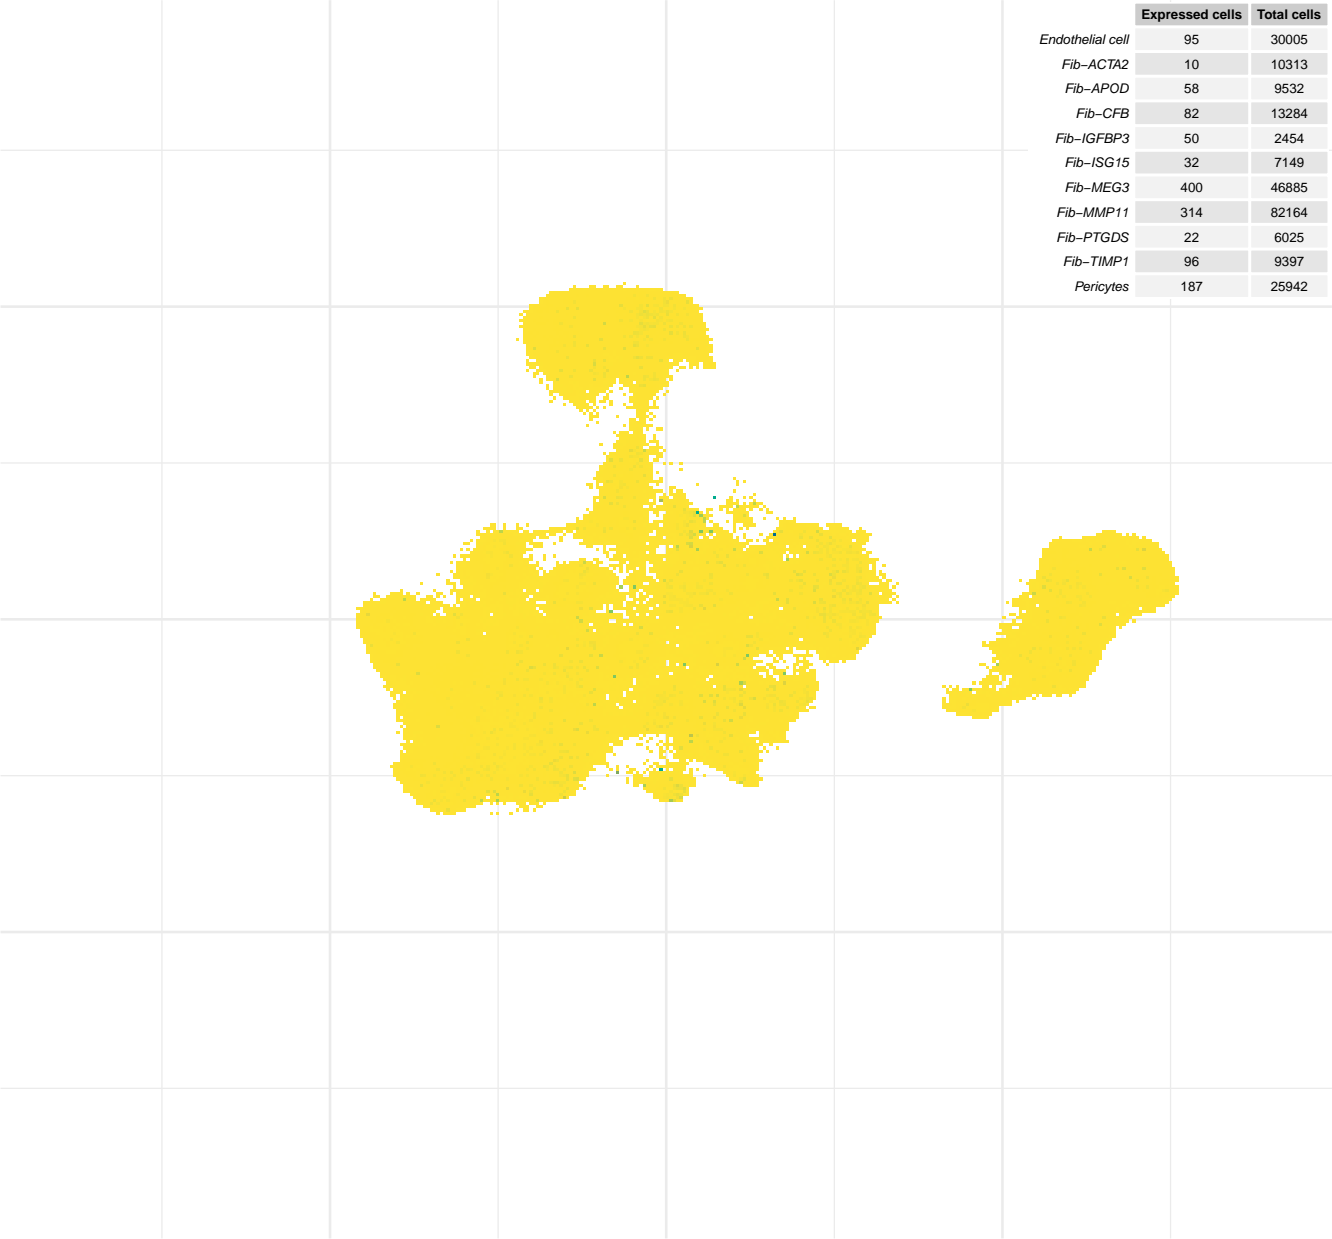 Expressed cells Total cells
Endothelial cell 95 30005
Fib−ACTA2 10 10313
Fib−APOD 58 9532
Fib−CFB 82 13284
Fib−IGFBP3 50 2454
Fib−ISG15 32 7149
Fib−MEG3 400 46885
Fib−MMP11 314 82164
Fib−PTGDS 22 6025
Fib−TIMP1 96 9397
Pericytes 187 25942